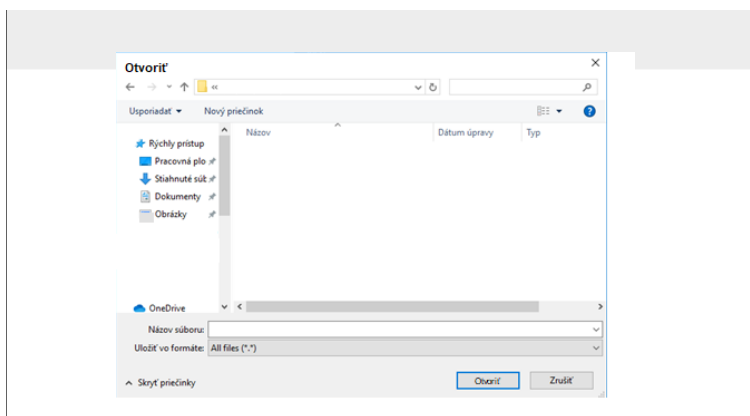 Otvoriť
«
Usporiadať Nový priečinok
Názov Dátum úpravy Typ
Rýchly prístup
Pracovná plo
Stiahnuté súb
Dokumenty
Obrázky
OneDrive
Názov súboru:
Uložiť vo formáte: All files (*.*)
Skryť priečinky Otvoriť Zrušiť